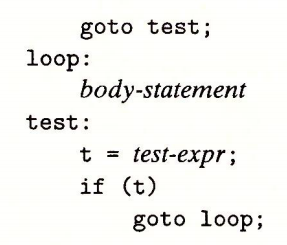 goto test;
loop:
body-statement
test:
t = test-expr;
if (t)
goto loop;